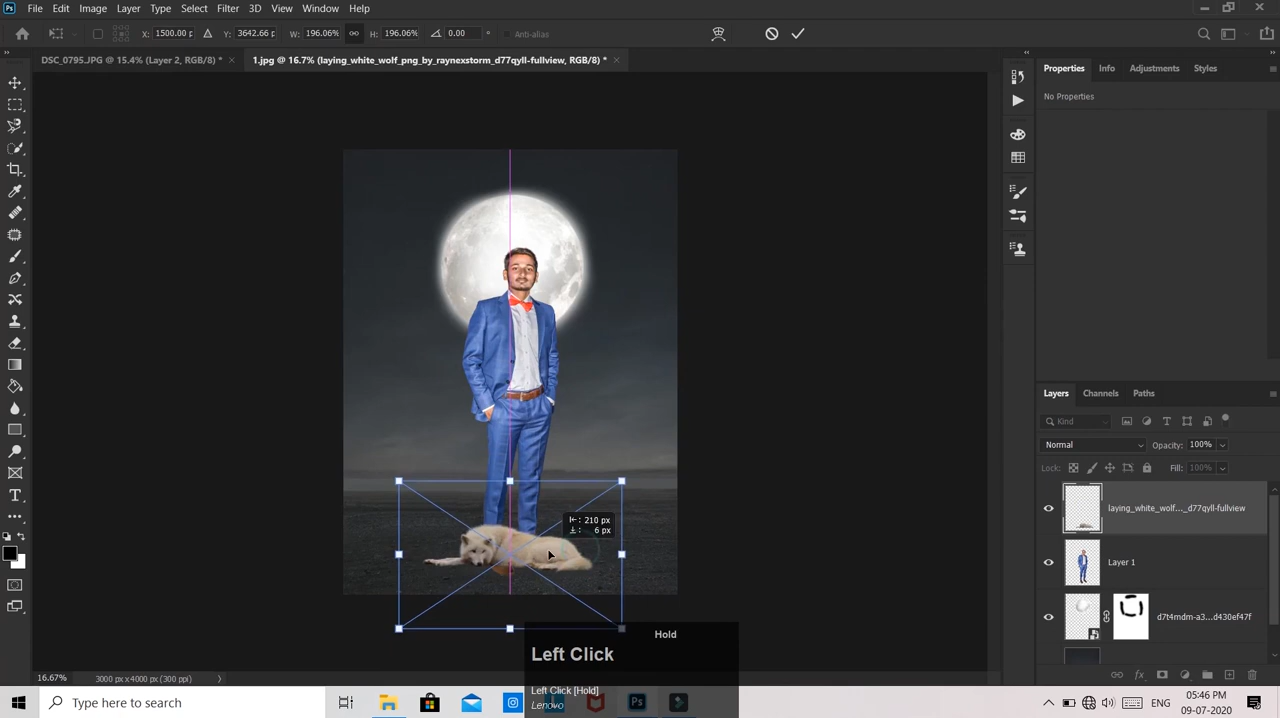 Ps File Edit Image Layer Type Select Filter 3D View Window Help
X: 1500.00 p Y: 3642.66 p W: 196.06% H: 196.06% 0.00 ° Anti-alias
DSC_0795.JPG @ 15.4% (Layer 2, RGB/8) * 1.jpg @ 16.7% (laying_white_wolf_png_by_raynexstorm_d77qyll-fullview, RGB/8) *
Properties Info Adjustments Styles
No Properties
Layers Channels Paths
Kind
Normal Opacity: 100%
Lock: Fill: 100%
laying_white_wolf..._d77qyll-fullview
Layer 1
d7t4mdm-a3...d430ef47f
210 px
6 px
Hold
Left Click
Left Click [Hold]
Lenovo
16.67% 3000 px x 4000 px (300 ppi)
Type here to search
Ps
ENG
05:46 PM
09-07-2020